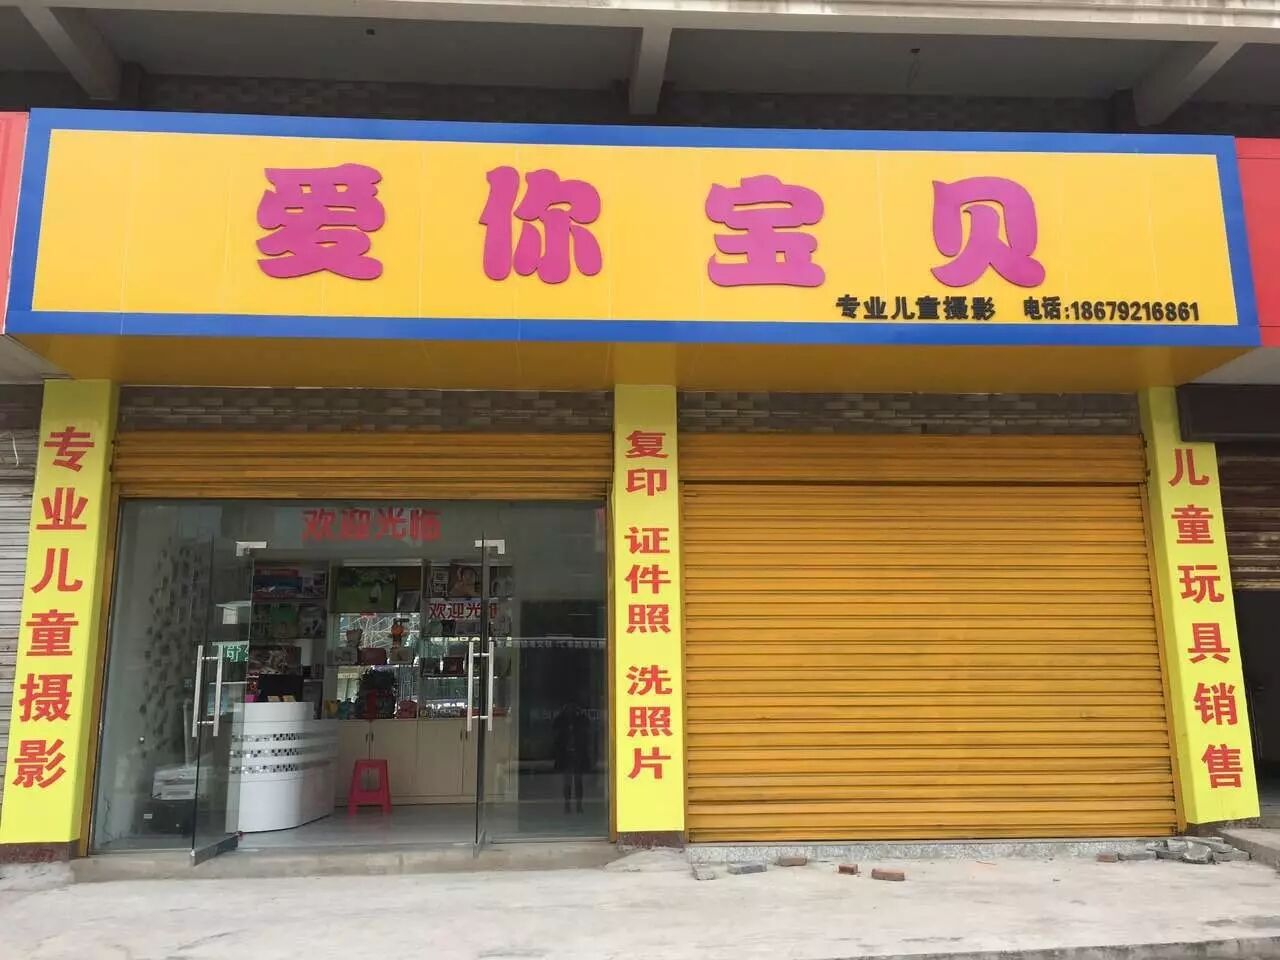 爱你宝贝
专业儿童摄影 电话:18679216861
专业儿童摄影
欢迎光临
欢迎光临
复印 证件照 洗照片
儿童玩具销售